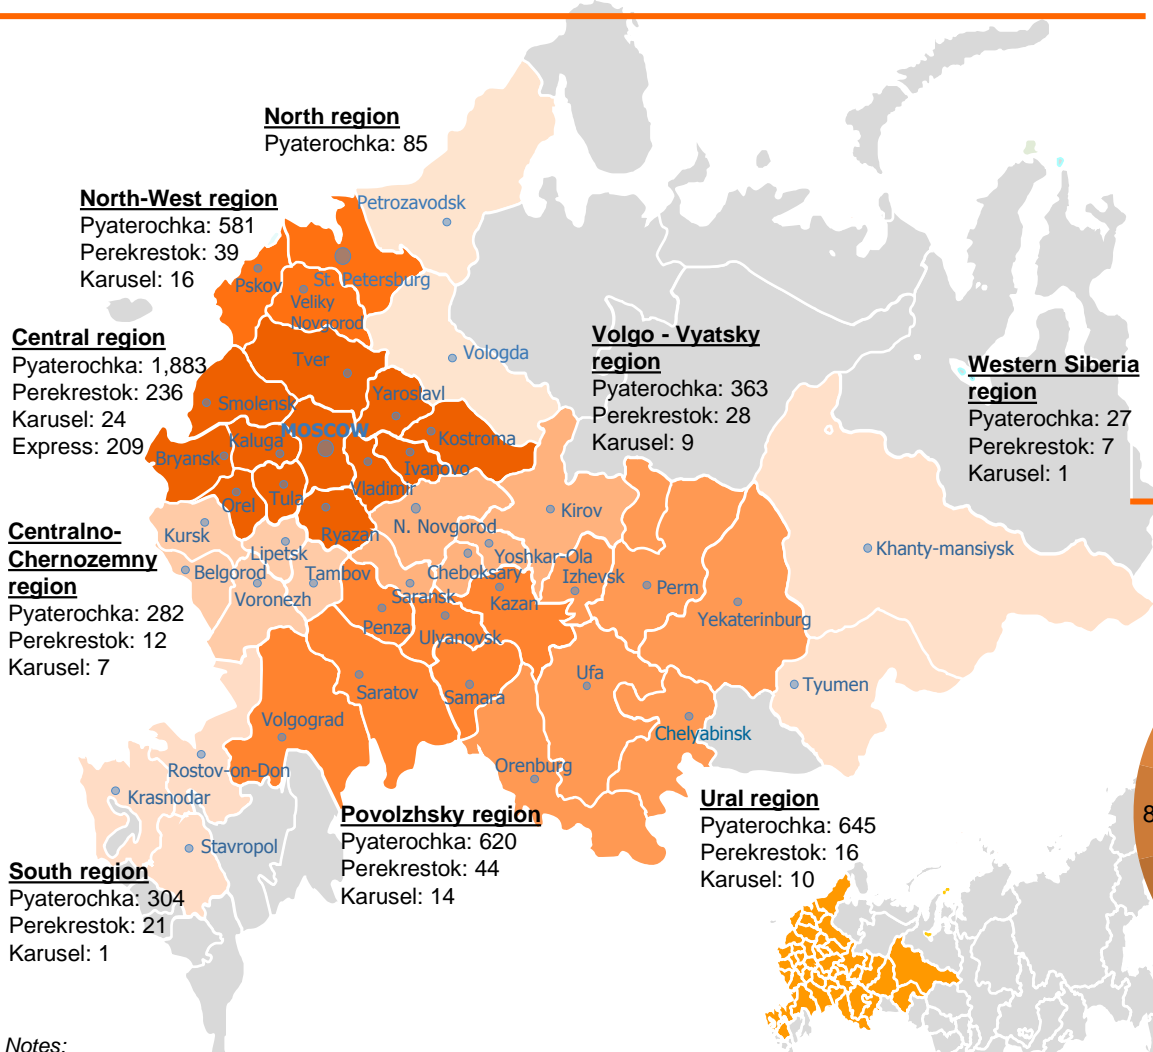 North region
Pyaterochka: 85
North-West region
Pyaterochka: 581
Perekrestok: 39
Karusel: 16
Central region
Pyaterochka: 1,883
Perekrestok: 236
Karusel: 24
Express: 209
Centralno-
Chernozemny
region
Pyaterochka: 282
Perekrestok: 12
Karusel: 7
South region
Pyaterochka: 304
Perekrestok: 21
Karusel: 1
Volgo - Vyatsky
region
Pyaterochka: 363
Perekrestok: 28
Karusel: 9
Western Siberia
region
Pyaterochka: 27
Perekrestok: 7
Karusel: 1
Povolzhsky region
Pyaterochka: 620
Perekrestok: 44
Karusel: 14
Ural region
Pyaterochka: 645
Perekrestok: 16
Karusel: 10
Petrozavodsk
St. Petersburg
Pskov
Veliky
Novgorod
Vologda
Tver
Yaroslavl
Smolensk
MOSCOW
Kostroma
Kaluga
Bryansk
Ivanovo
Vladimir
Orel
Tula
Ryazan
Kursk
N. Novgorod
Kirov
Lipetsk
Yoshkar-Ola
Khanty-mansiysk
Belgorod
Tambov
Cheboksary
Izhevsk
Voronezh
Saransk
Kazan
Perm
Penza
Ulyanovsk
Yekaterinburg
Ufa
Tyumen
Saratov
Samara
Volgograd
Chelyabinsk
Orenburg
Rostov-on-Don
Krasnodar
Stavropol
8
Notes: